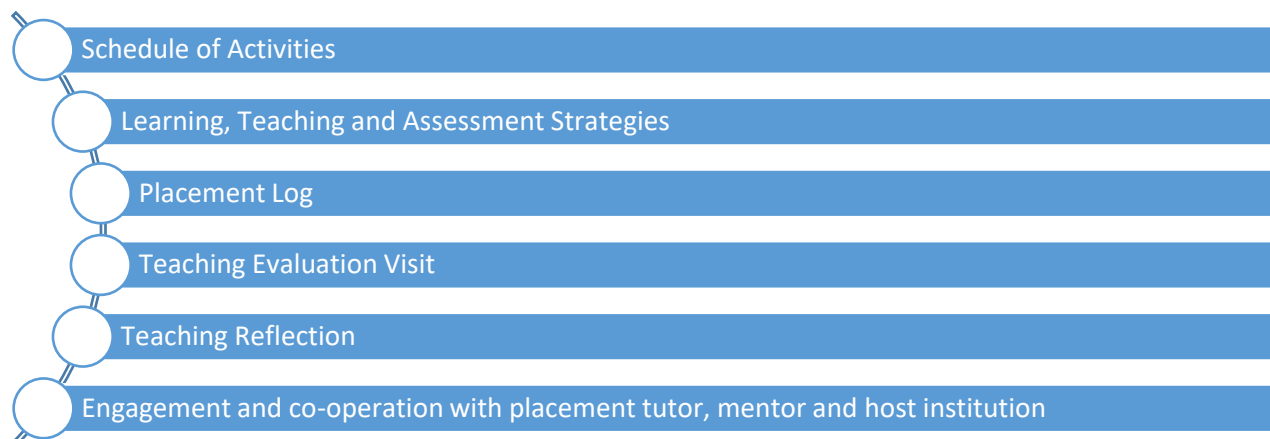 Schedule of Activities
Learning, Teaching and Assessment Strategies
Placement Log
Teaching Evaluation Visit
Teaching Reflection
Engagement and co-operation with placement tutor, mentor and host institution